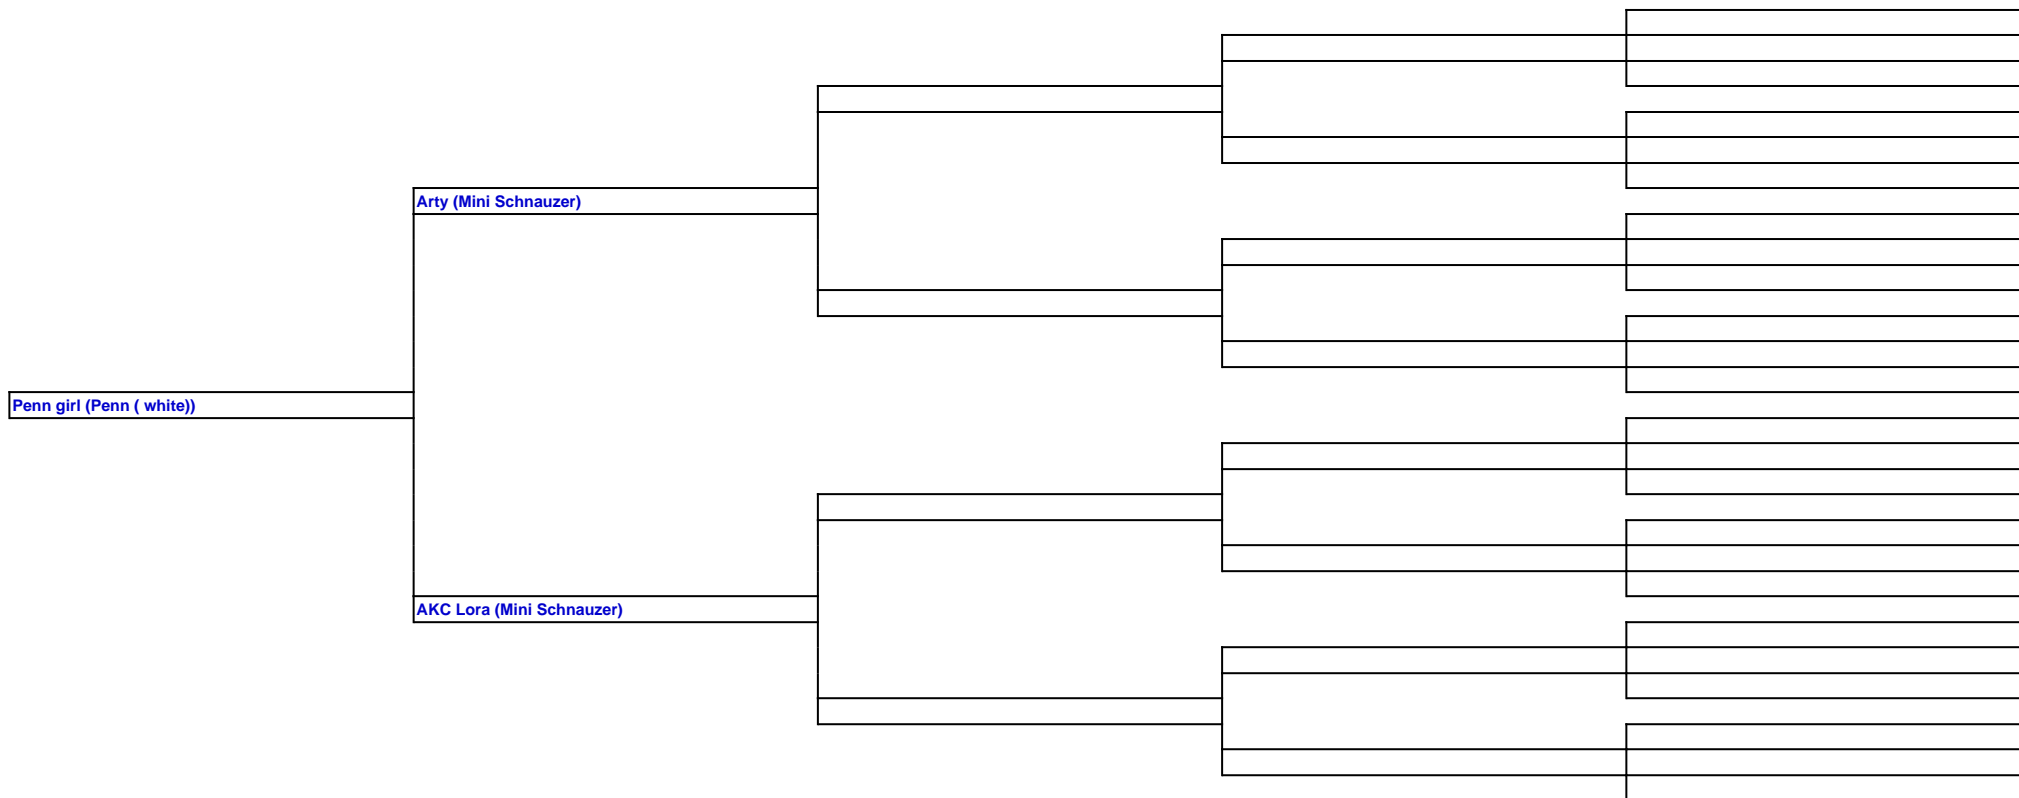 Arty (Mini Schnauzer)
Penn girl (Penn ( white))
AKC Lora (Mini Schnauzer)